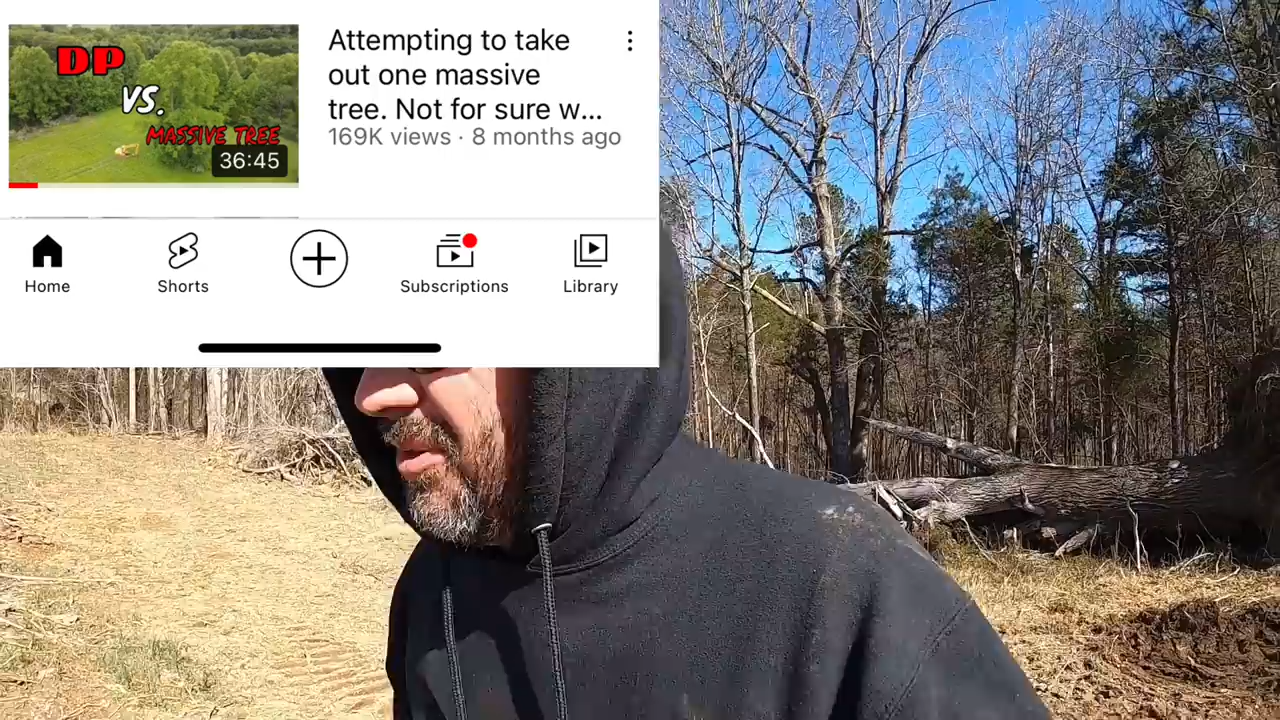 DP
VS.
MASSIVE TREE
36:45
Attempting to take
out one massive
tree. Not for sure w...
169K views · 8 months ago
Home
Shorts
Subscriptions
Library